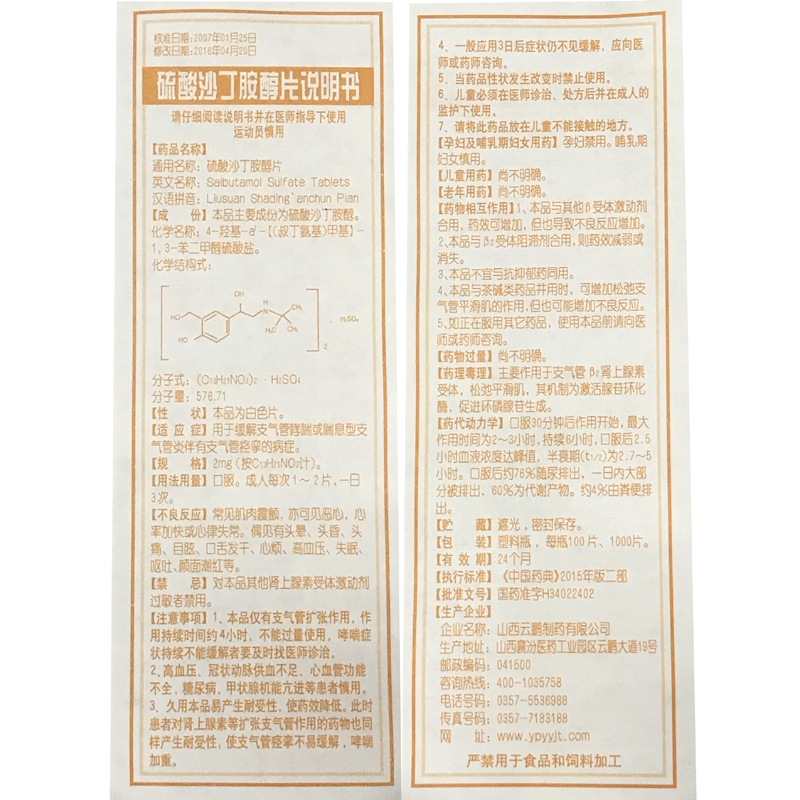 核准日期:2007年01月25日
修改日期:2016年04月20日
硫酸沙丁胺醇片说明书
请仔细阅读说明书并在医师指导下使用
运动员慎用
【药品名称】
通用名称：硫酸沙丁胺醇片
英文名称：Salbutamol Sulfate Tablets
汉语拼音：Liusuan Shading'anchun Pian
【成　份】本品主要成份为硫酸沙丁胺醇。
化学名称：4-羟基-a'-【(叔丁氨基)甲基】-
1，3-苯二甲醇硫酸盐。
化学结构式：
OH
HO
HO
H
N
CH₃
H₃C
CH₃
2
· H₂SO₄
分子式：(C₁₃H₂₁NO₃)₂ · H₂SO₄
分子量：576.71
【性　状】本品为白色片。
【适 应 症】用于缓解支气管哮喘或喘息型支
气管炎伴有支气管痉挛的病症。
【规　格】2mg（按C₁₃H₂₁NO₃计）。
【用法用量】口服。成人每次1～2片，一日
3次。
【不良反应】常见肌肉震颤，亦可见恶心，心
率加快或心律失常。偶见有头晕、头昏、头
痛、目眩、口舌发干、心烦、高血压、失眠、
呕吐、颜面潮红等。
【禁　忌】对本品其他肾上腺素受体激动剂
过敏者禁用。
【注意事项】1、本品仅有支气管扩张作用，作
用持续时间约4小时，不能过量使用，哮喘症
状持续不能缓解者要及时找医师诊治。
2、高血压、冠状动脉供血不足、心血管功能
不全，糖尿病，甲状腺机能亢进等患者慎用。
3、久用本品易产生耐受性，使药效降低。此时
患者对肾上腺素等扩张支气管作用的药物也同
样产生耐受性，使支气管痉挛不易缓解，哮喘
加重。
4、一般应用3日后症状仍不见缓解，应向医
师或药师咨询。
5、当药品性状发生改变时禁止使用。
6、儿童必须在医师诊治、处方后并在成人的
监护下使用。
7、请将此药品放在儿童不能接触的地方。
【孕妇及哺乳期妇女用药】孕妇禁用。哺乳期
妇女慎用。
【儿童用药】尚不明确。
【老年用药】尚不明确。
【药物相互作用】1、本品与其他β受体激动剂
合用，药效可增加，但也导致不良反应增加。
2、本品与β₂受体阻滞剂合用，则药效减弱或
消失。
3、本品不宜与抗抑郁药同用。
4、本品与茶碱类药品并用时，可增加松弛支
气管平滑肌的作用，但也可能增加不良反应。
5、如正在服用其它药品，使用本品前请向医
师或药师咨询。
【药物过量】尚不明确。
【药理毒理】主要作用于支气管β₂肾上腺素
受体，松弛平滑肌，其机制为激活腺苷环化
酶，促进环磷腺苷生成。
【药代动力学】口服30分钟后作用开始，最大
作用时间为2～3小时，持续6小时，口服后2.5
小时血液浓度达峰值，半衰期(t1/2)为2.7～5
小时。口服后约76%随尿排出，一日内大部
分被排出，60%为代谢产物。约4%由粪便排
出。
【贮　藏】遮光，密封保存。
【包　装】塑料瓶，每瓶100片、1000片。
【有 效 期】24个月
【执行标准】《中国药典》2015年版二部
【批准文号】国药准字H34022402
【生产企业】
企业名称：山西云鹏制药有限公司
生产地址：山西襄汾医药工业园区云鹏大道19号
邮政编码：041500
咨询热线：400-1035758
电话号码：0357-5536988
传真号码：0357-7183188
网　址：www.ypyyjt.com
严禁用于食品和饲料加工